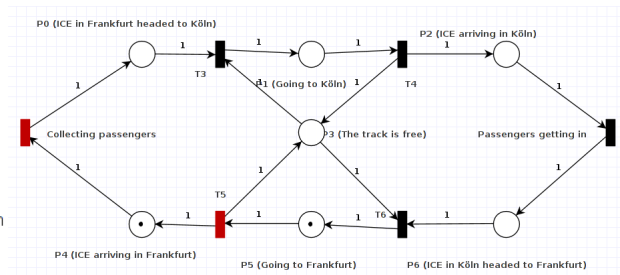 P0 (ICE in Frankfurt headed to Köln)
P2 (ICE arriving in Köln)
1
1
1
1
T3
P1 (Going to Köln)
T4
1
1
1
1
Collecting passengers
P3 (The track is free)
Passengers getting in
1
1
1
1
T5
T6
1
1
1
1
n
P4 (ICE arriving in Frankfurt)
P5 (Going to Frankfurt)
P6 (ICE in Köln headed to Frankfurt)